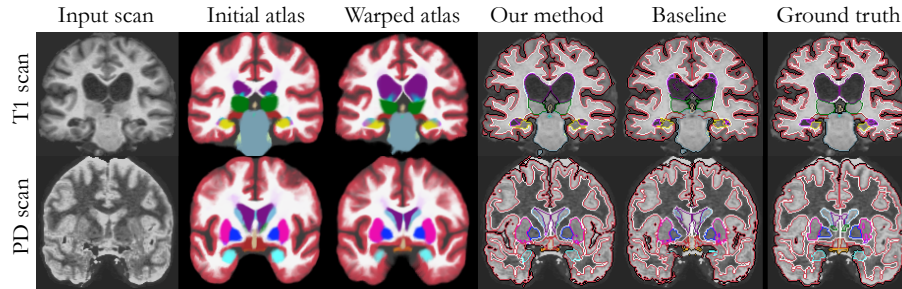 Input scan Initial atlas Warped atlas Our method Baseline Ground truth
T1 scan
PD scan